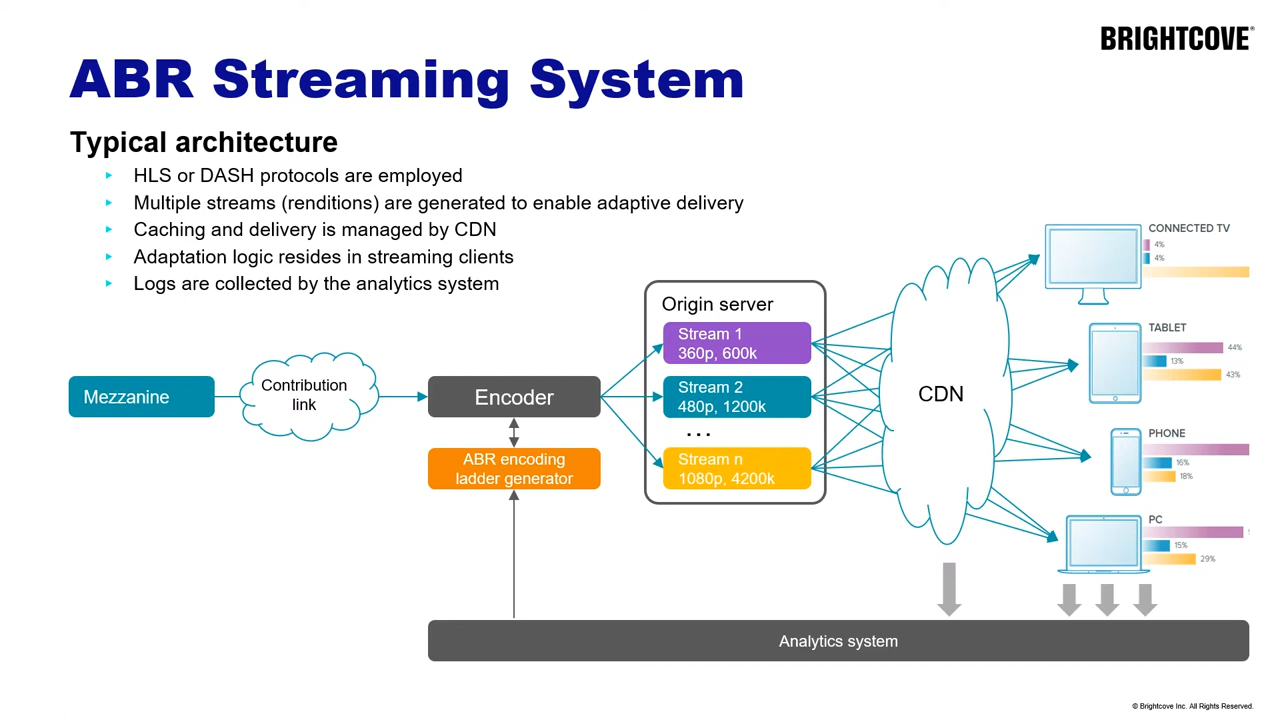 BRIGHTCOVE
ABR Streaming System
Typical architecture
HLS or DASH protocols are employed
Multiple streams (renditions) are generated to enable adaptive delivery
Caching and delivery is managed by CDN
Adaptation logic resides in streaming clients
Logs are collected by the analytics system
Mezzanine
Contribution
link
Encoder
ABR encoding
ladder generator
Origin server
Stream 1
360p, 600k
Stream 2
480p, 1200k
...
Stream n
1080p, 4200k
CDN
CONNECTED TV
4%
4%
TABLET
44%
13%
43%
PHONE
16%
18%
PC
15%
29%
Analytics system
© Brightcove Inc. All Rights Reserved.